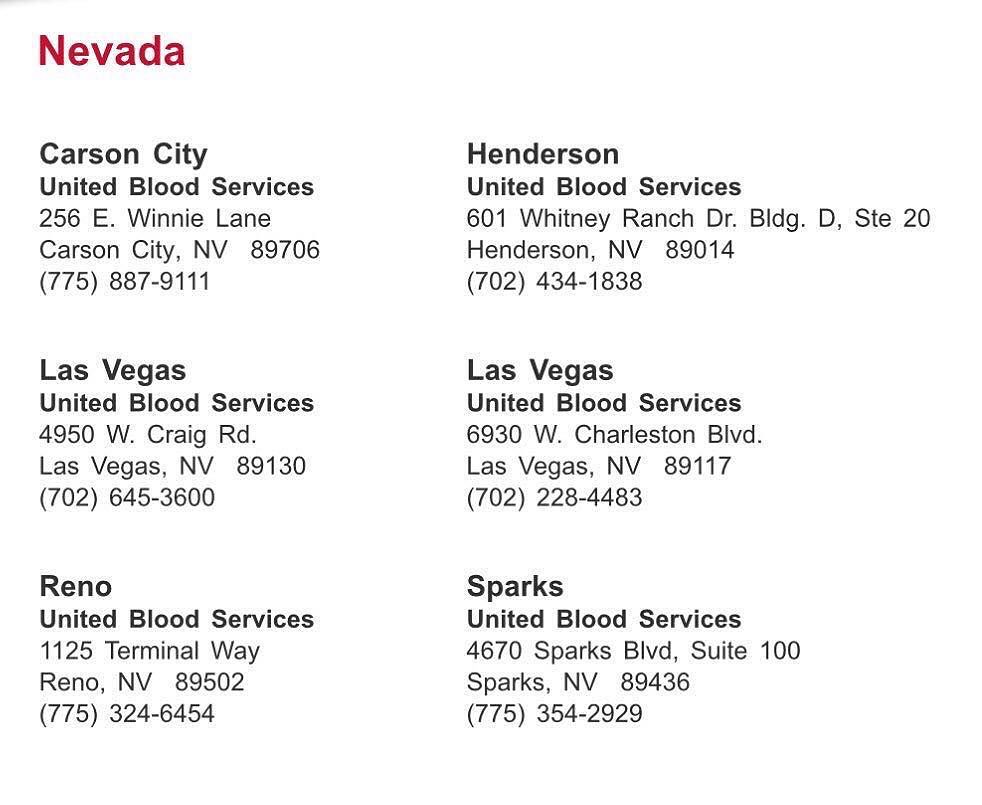 Nevada
Carson City
United Blood Services
256 E. Winnie Lane
Carson City, NV 89706
(775) 887-9111
Henderson
United Blood Services
601 Whitney Ranch Dr. Bldg. D, Ste 20
Henderson, NV 89014
(702) 434-1838
Las Vegas
United Blood Services
4950 W. Craig Rd.
Las Vegas, NV 89130
(702) 645-3600
Las Vegas
United Blood Services
6930 W. Charleston Blvd.
Las Vegas, NV 89117
(702) 228-4483
Reno
United Blood Services
1125 Terminal Way
Reno, NV 89502
(775) 324-6454
Sparks
United Blood Services
4670 Sparks Blvd, Suite 100
Sparks, NV 89436
(775) 354-2929